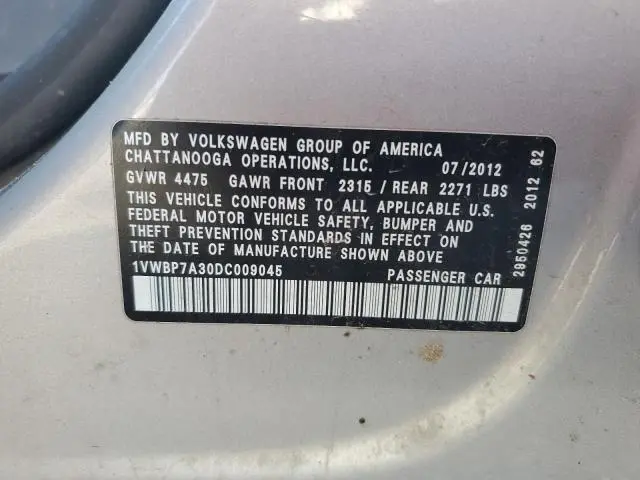 MFD BY VOLKSWAGEN GROUP OF AMERICA
CHATTANOOGA OPERATIONS, LLC. 07/2012
GVWR 4475 GAWR FRONT 2315 / REAR 2271 LBS
THIS VEHICLE CONFORMS TO ALL APPLICABLE U.S.
FEDERAL MOTOR VEHICLE SAFETY, BUMPER AND
THEFT PREVENTION STANDARDS IN EFFECT ON
THE DATE OF MANUFACTURE SHOWN ABOVE
1VWBP7A30DC009045 PASSENGER CAR
2950426 2012 62